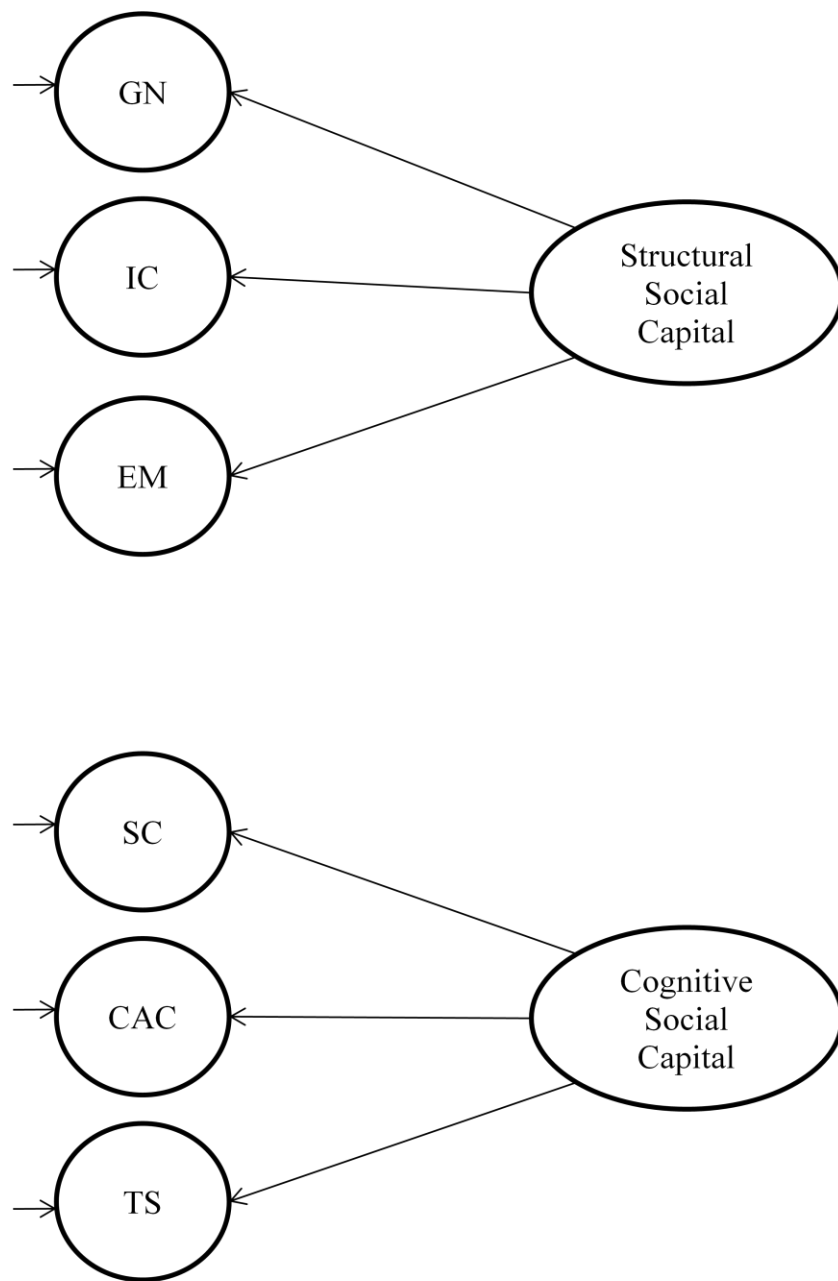 GN
IC
EM
Structural
Social
Capital
SC
CAC
TS
Cognitive
Social
Capital